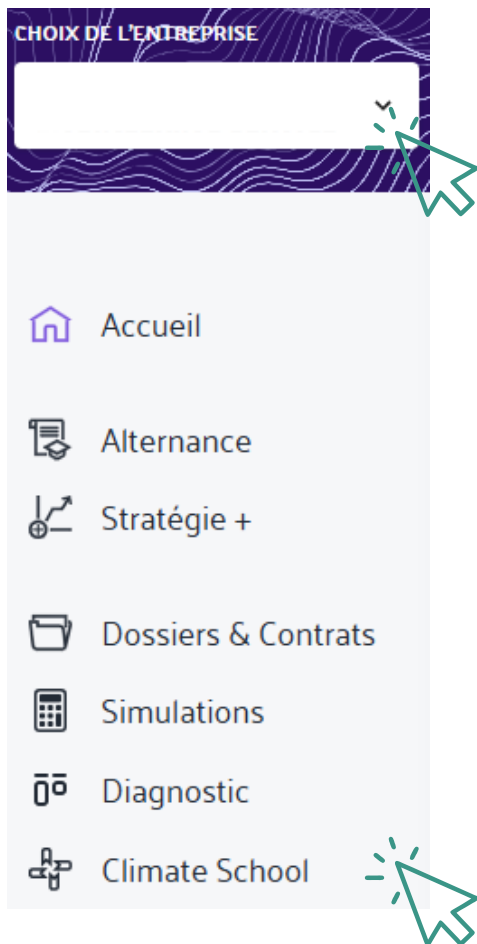 CHOIX DE L'ENTREPRISE
Accueil
Alternance
Stratégie +
Dossiers & Contrats
Simulations
Diagnostic
Climate School